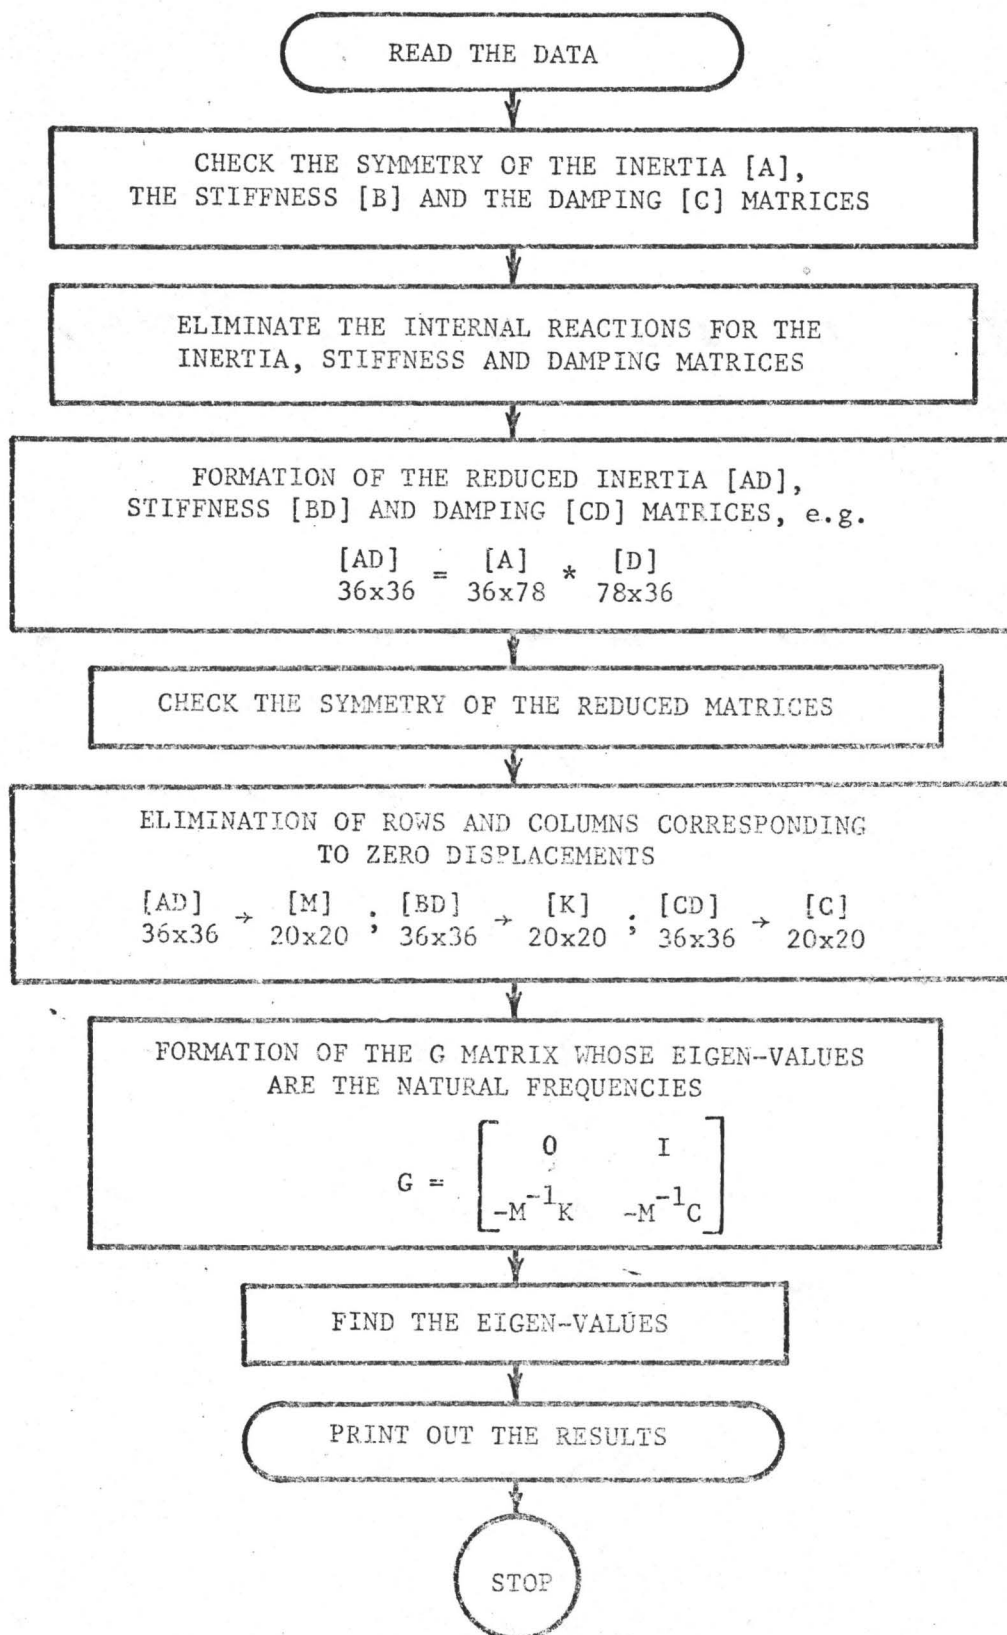 READ THE DATA
CHECK THE SYMMETRY OF THE INERTIA [A],
THE STIFFNESS [B] AND THE DAMPING [C] MATRICES
ELIMINATE THE INTERNAL REACTIONS FOR THE
INERTIA, STIFFNESS AND DAMPING MATRICES
FORMATION OF THE REDUCED INERTIA [AD],
STIFFNESS [BD] AND DAMPING [CD] MATRICES, e.g.
[AD] = [A] * [D]
36x36 36x78 78x36
CHECK THE SYMMETRY OF THE REDUCED MATRICES
ELIMINATION OF ROWS AND COLUMNS CORRESPONDING
TO ZERO DISPLACEMENTS
[AD] → [M] ; [BD] → [K] ; [CD] → [C]
36x36 20x20 36x36 20x20 36x36 20x20
FORMATION OF THE G MATRIX WHOSE EIGEN-VALUES
ARE THE NATURAL FREQUENCIES
0 I
G =
-M⁻¹K -M⁻¹C
FIND THE EIGEN-VALUES
PRINT OUT THE RESULTS
STOP